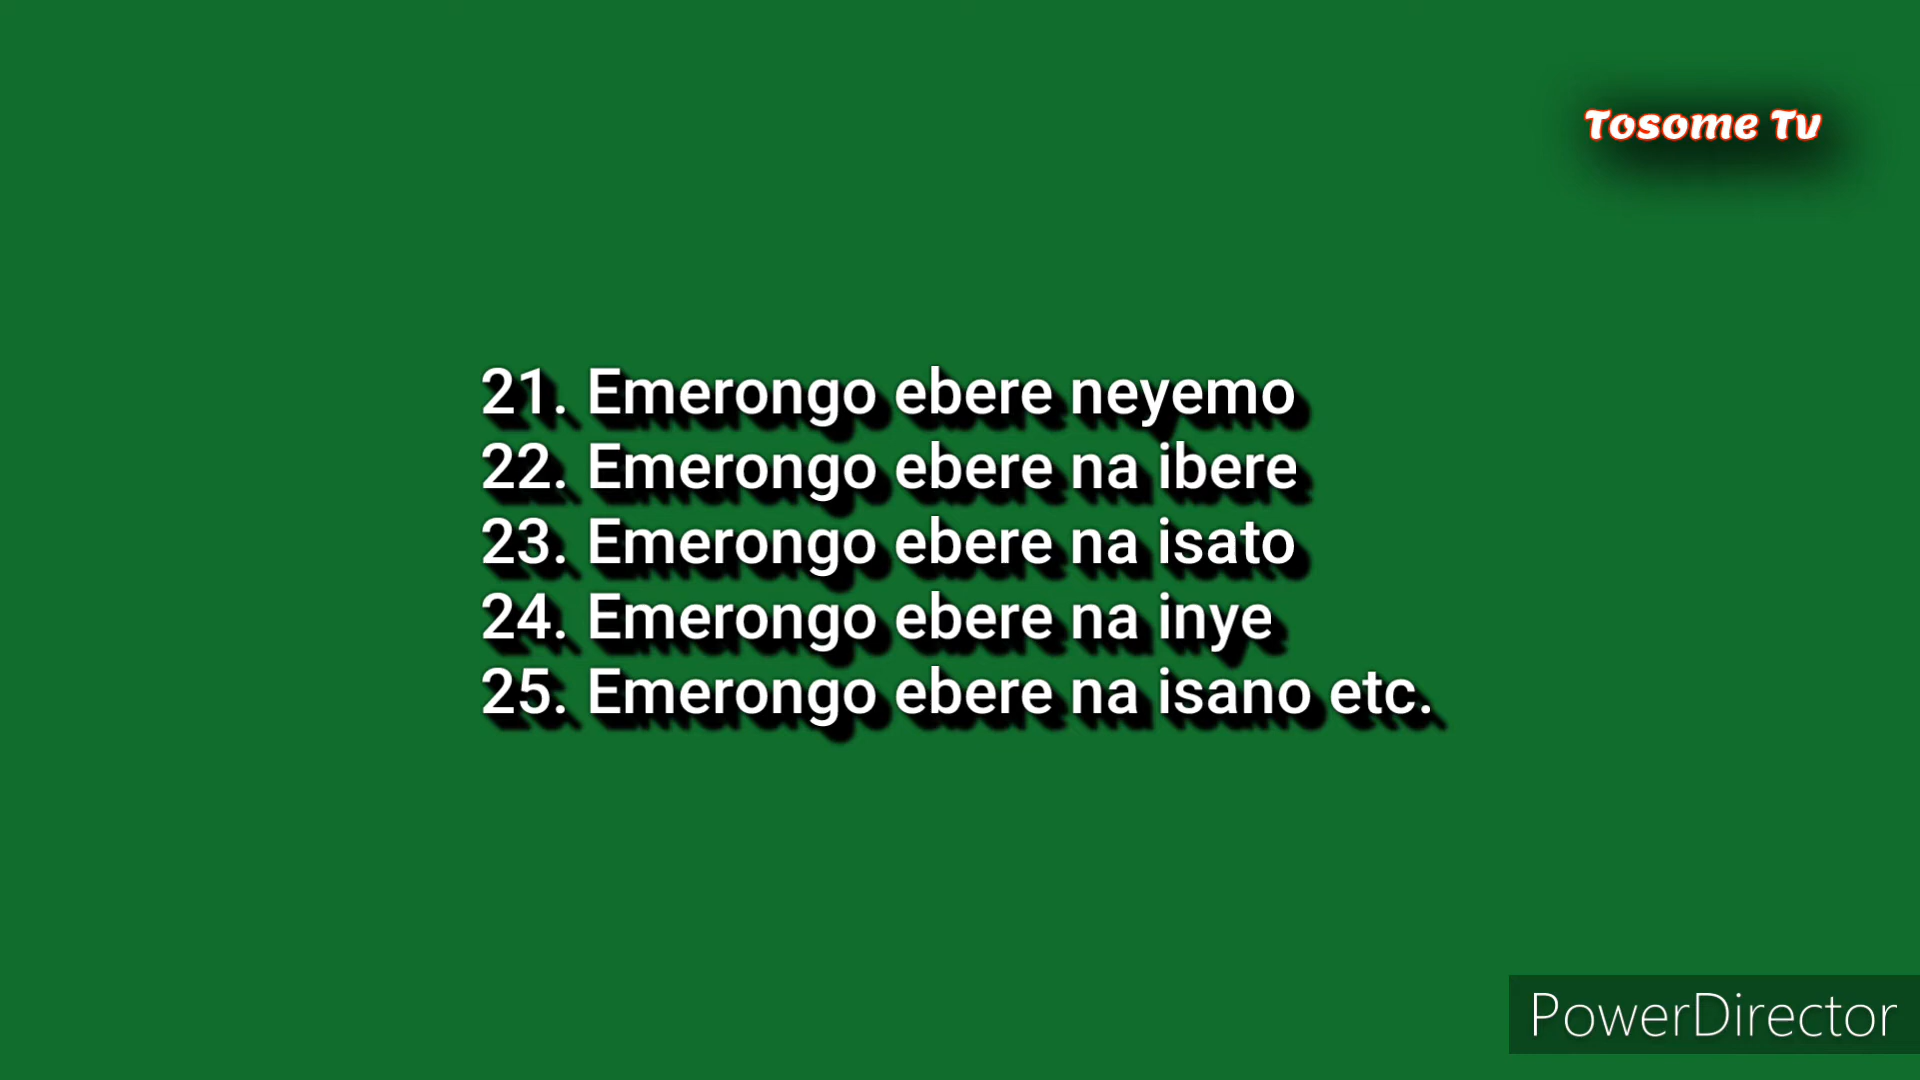 Tosome Tv
21. Emerongo ebere neyemo
22. Emerongo ebere na ibere
23. Emerongo ebere na isato
24. Emerongo ebere na inye
25. Emerongo ebere na isano etc.
PowerDirector